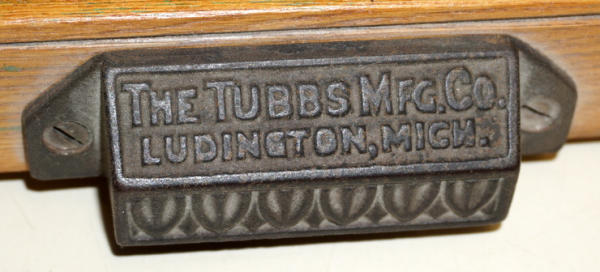 THE TUBBS MFG. CO.
LUDINGTON, MICH.